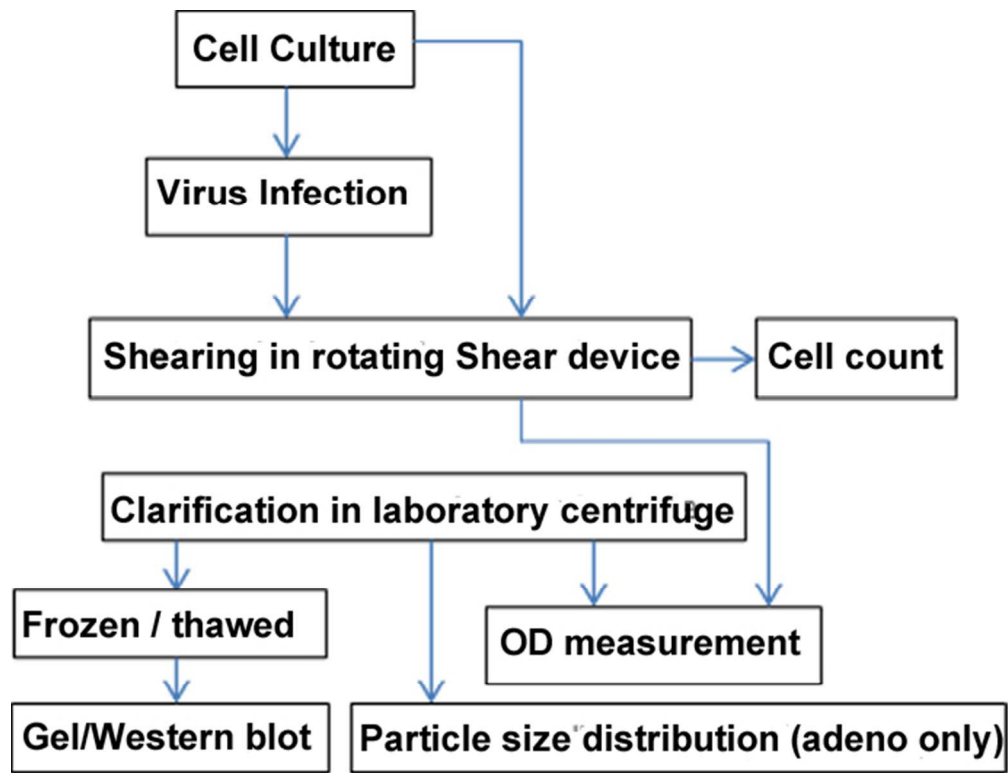 Cell Culture
Virus Infection
Shearing in rotating Shear device
Cell count
Clarification in laboratory centrifuge
Frozen / thawed
OD measurement
Gel/Western blot
Particle size distribution (adeno only)